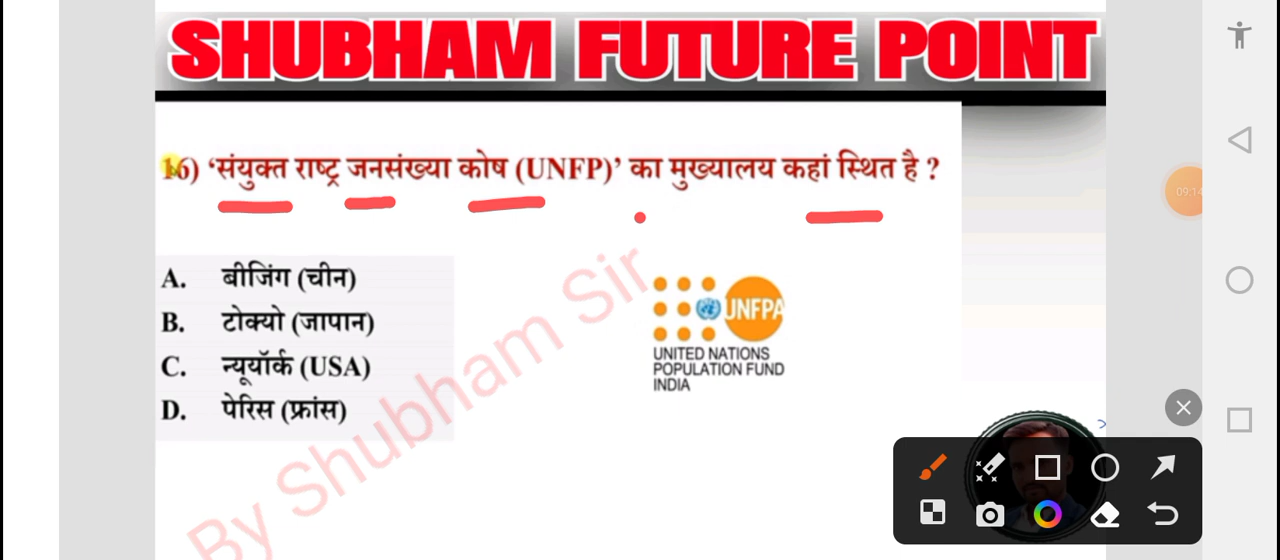 SHUBHAM FUTURE POINT
16) ‘संयुक्त राष्ट्र जनसंख्या कोष (UNFP)’ का मुख्यालय कहां स्थित है ?
09:14
A. बीजिंग (चीन)
B. टोक्यो (जापान)
C. न्यूयॉर्क (USA)
D. पेरिस (फ्रांस)
UNFPA
UNITED NATIONS
POPULATION FUND
INDIA
By Shubham Sir